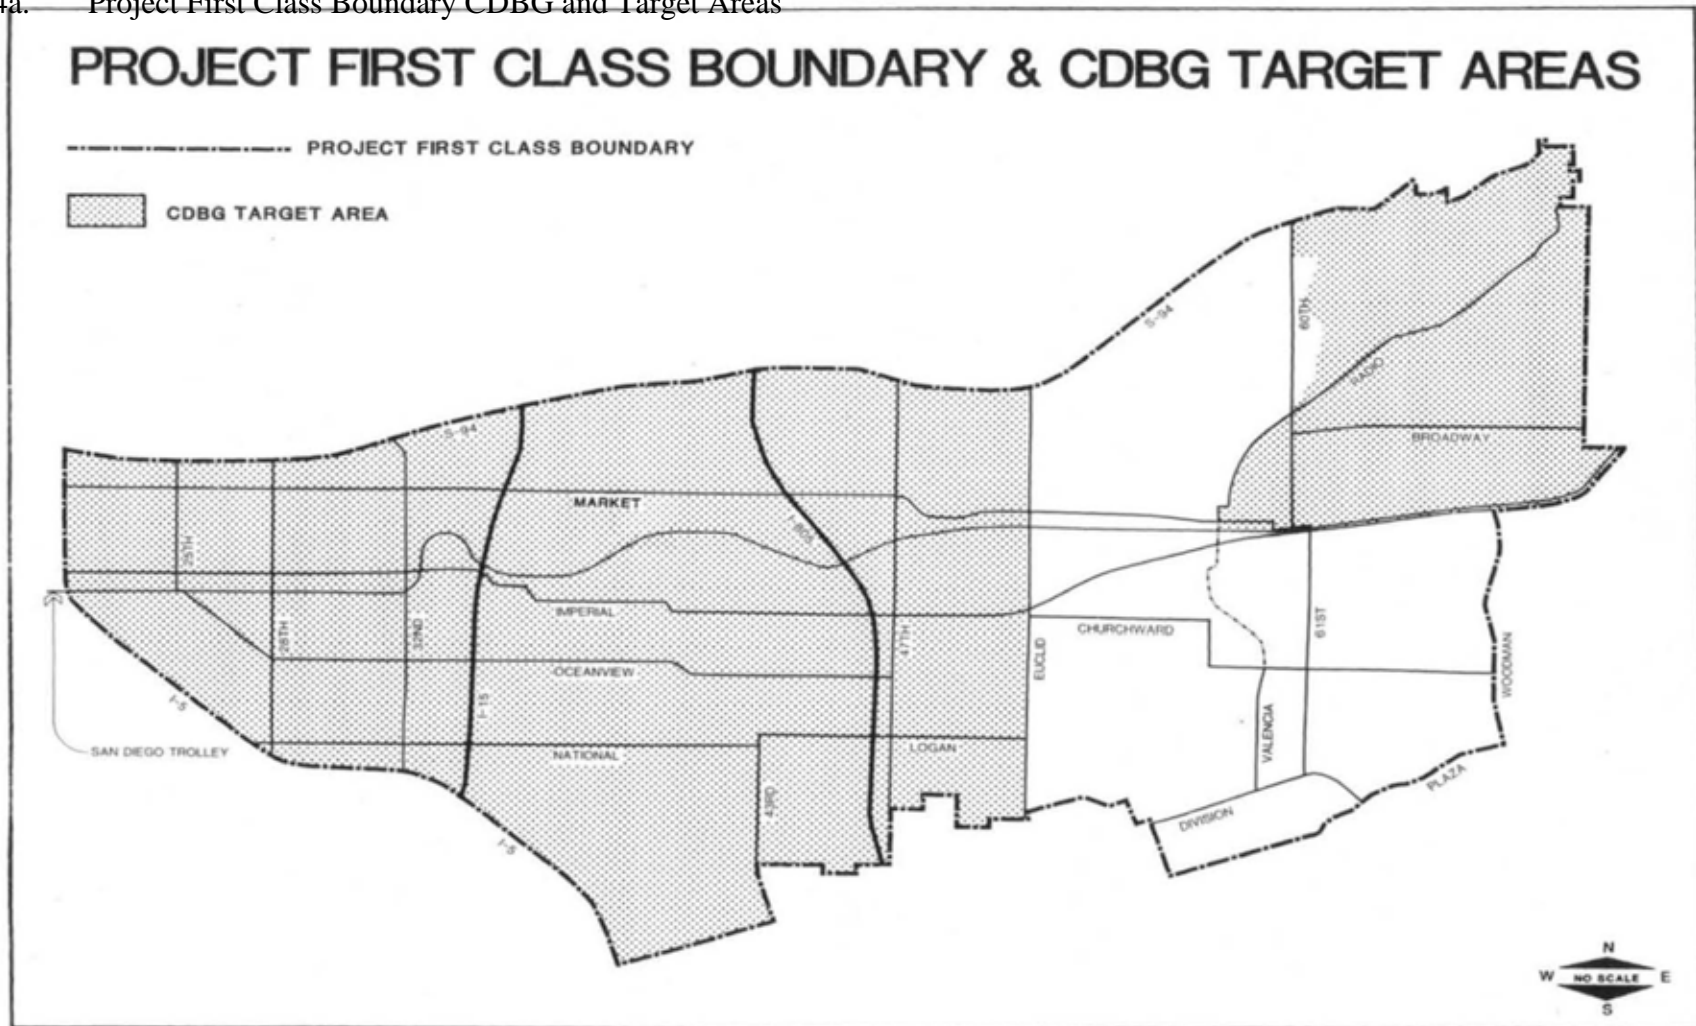 4a. Project First Class Boundary CDBG and Target Areas
PROJECT FIRST CLASS BOUNDARY & CDBG TARGET AREAS
PROJECT FIRST CLASS BOUNDARY
CDBG TARGET AREA
S-94
60TH
RADIO
BROADWAY
S-94
MARKET
I-805
25TH
28TH
32ND
IMPERIAL
47TH
EUCLID
CHURCHWARD
61ST
WOODMAN
OCEANVIEW
I-15
I-5
SAN DIEGO TROLLEY
NATIONAL
LOGAN
VALENCIA
43RD
DIVISION
PLAZA
I-5
N
W NO SCALE E
S